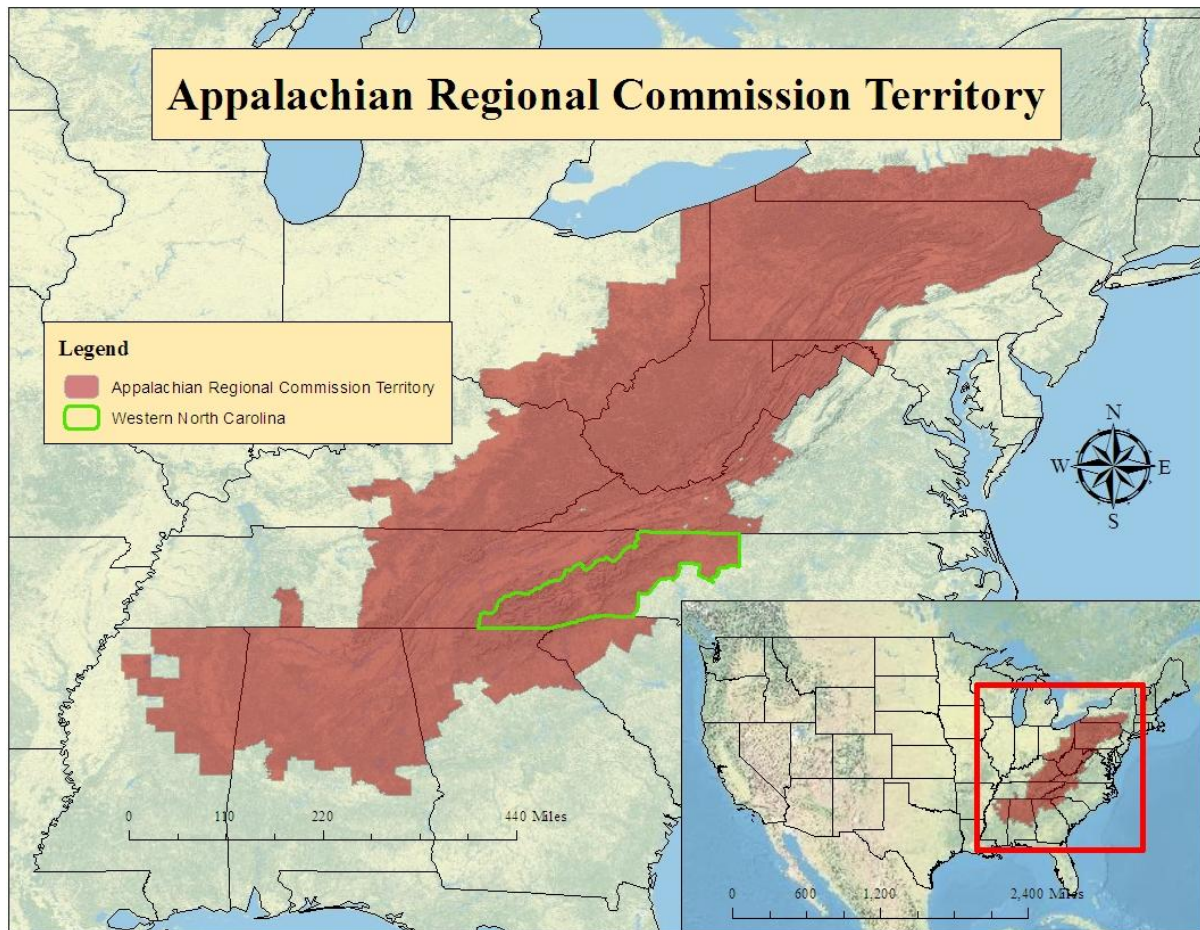 Appalachian Regional Commission Territory
Legend
Appalachian Regional Commission Territory
Western North Carolina
N
W E
S
0 110 220 440 Miles
0 600 1,200 2,400 Miles